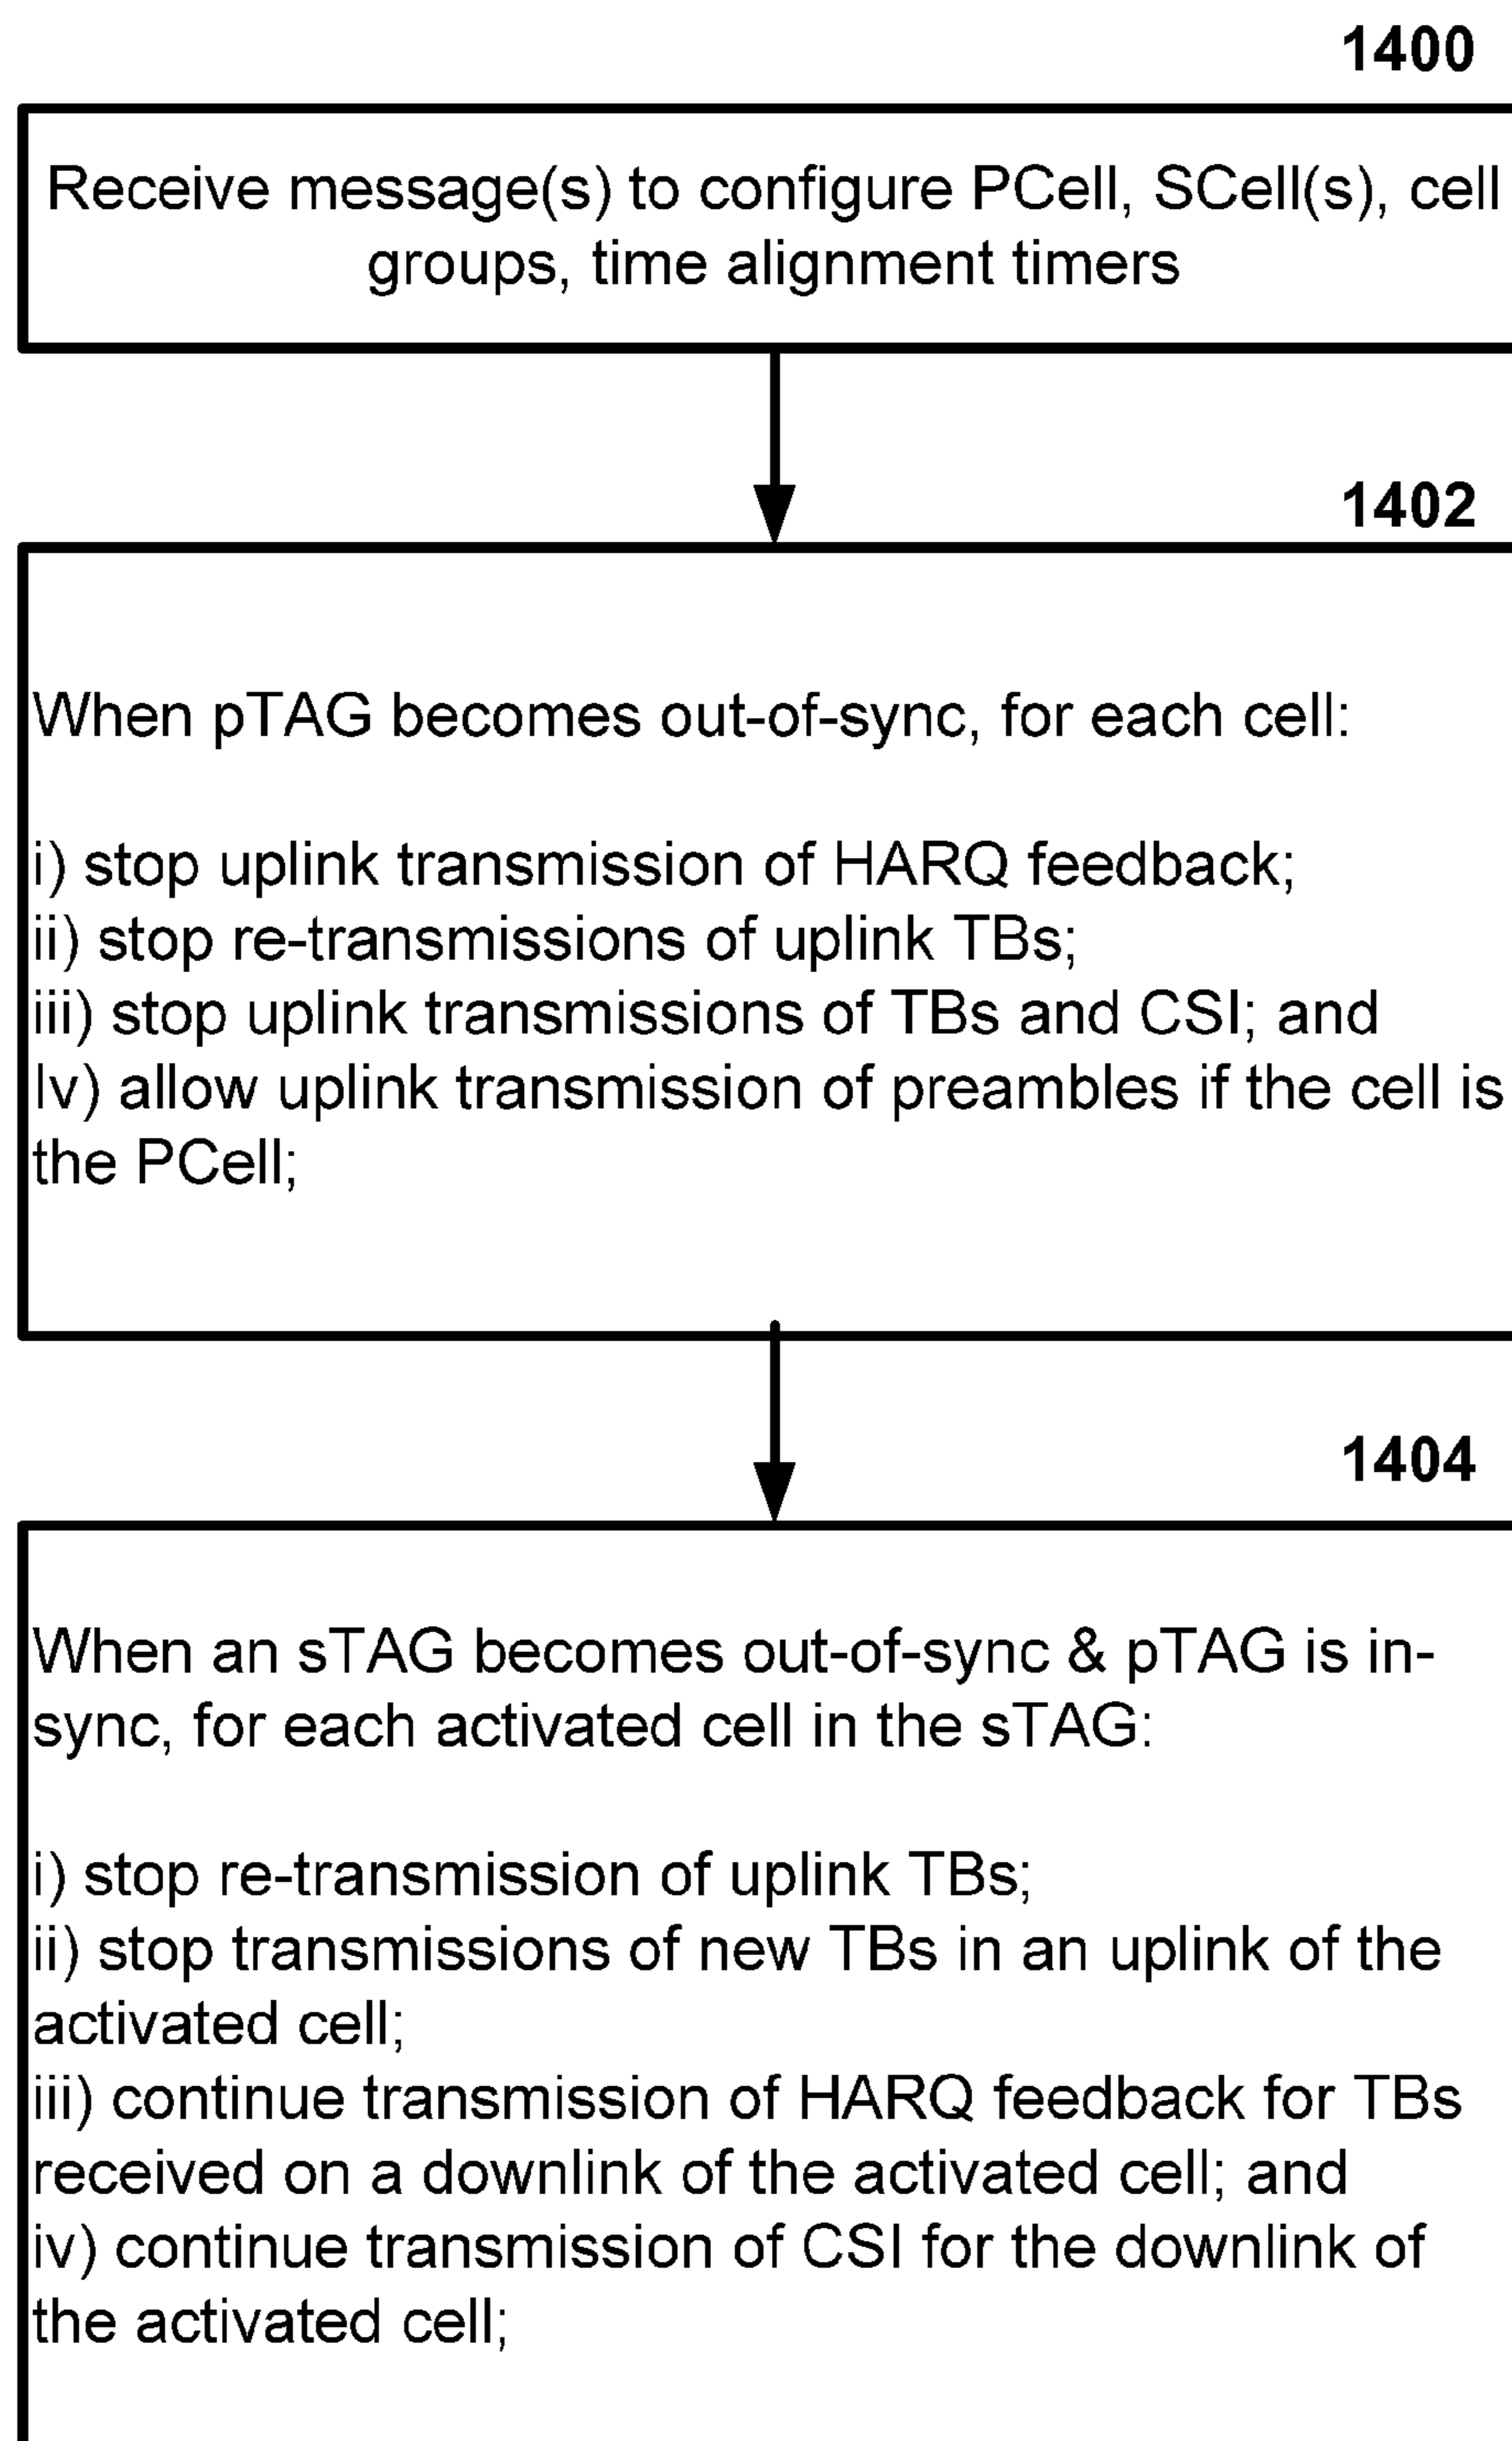 1400
Receive message(s) to configure PCell, SCell(s), cell
groups, time alignment timers
1402
When pTAG becomes out-of-sync, for each cell:
i) stop uplink transmission of HARQ feedback;
ii) stop re-transmissions of uplink TBs;
iii) stop uplink transmissions of TBs and CSI; and
Iv) allow uplink transmission of preambles if the cell is
the PCell;
1404
When an sTAG becomes out-of-sync & pTAG is in-
sync, for each activated cell in the sTAG:
i) stop re-transmission of uplink TBs;
ii) stop transmissions of new TBs in an uplink of the
activated cell;
iii) continue transmission of HARQ feedback for TBs
received on a downlink of the activated cell; and
iv) continue transmission of CSI for the downlink of
the activated cell;